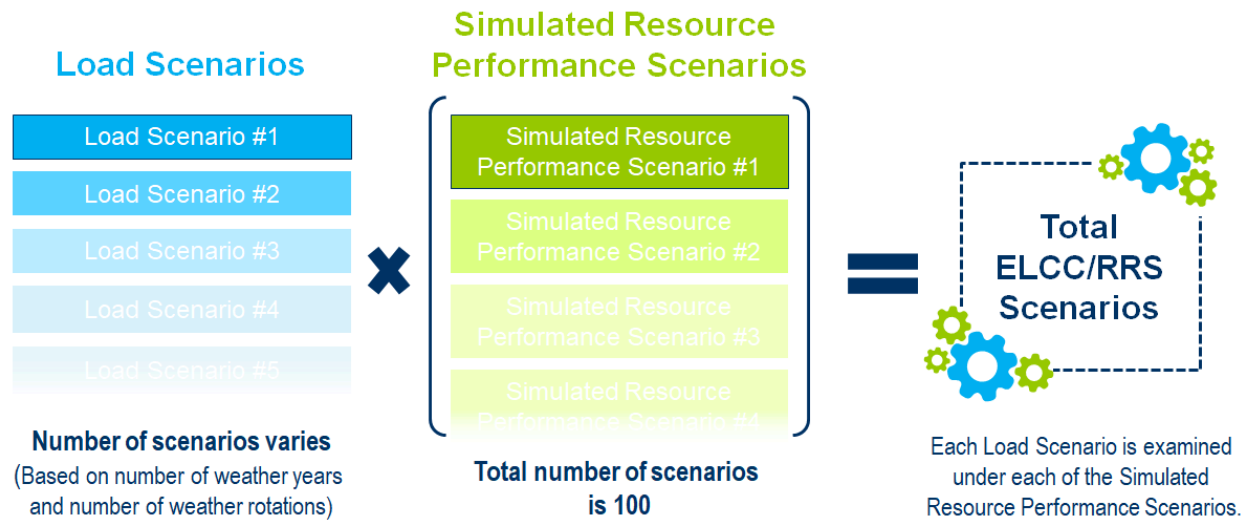 Load Scenarios
Load Scenario #1
Load Scenario #2
Load Scenario #3
Load Scenario #4
Load Scenario #5
Number of scenarios varies
(Based on number of weather years
and number of weather rotations)
Simulated Resource
Performance Scenarios
Simulated Resource
Performance Scenario #1
Simulated Resource
Performance Scenario #2
Simulated Resource
Performance Scenario #3
Simulated Resource
Performance Scenario #4
Total number of scenarios
is 100
Total
ELCC/RRS
Scenarios
Each Load Scenario is examined
under each of the Simulated
Resource Performance Scenarios.